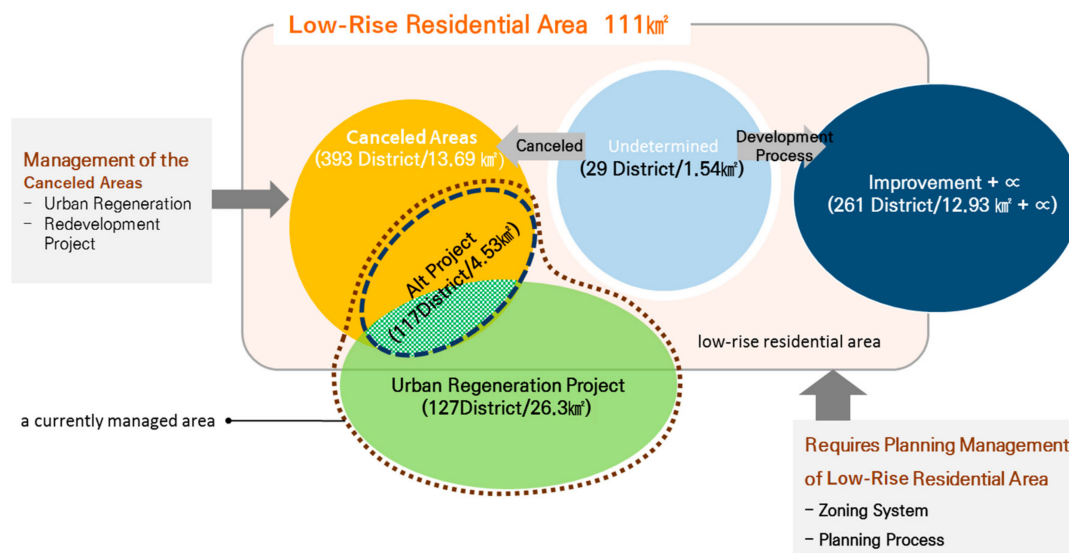 Low-Rise Residential Area 111㎢
Management of the
Canceled Areas
- Urban Regeneration
- Redevelopment
Project
Canceled Areas
(393 District/13.69 ㎢)
Canceled
Undetermined
(29 District/1.54㎢)
Development
Process
Improvement + ∝
(261 District/12.93 ㎢ + ∝)
Alt Project
(117District/4.53㎢)
low-rise residential area
Urban Regeneration Project
(127District/26.3㎢)
a currently managed area
Requires Planning Management
of Low-Rise Residential Area
- Zoning System
- Planning Process